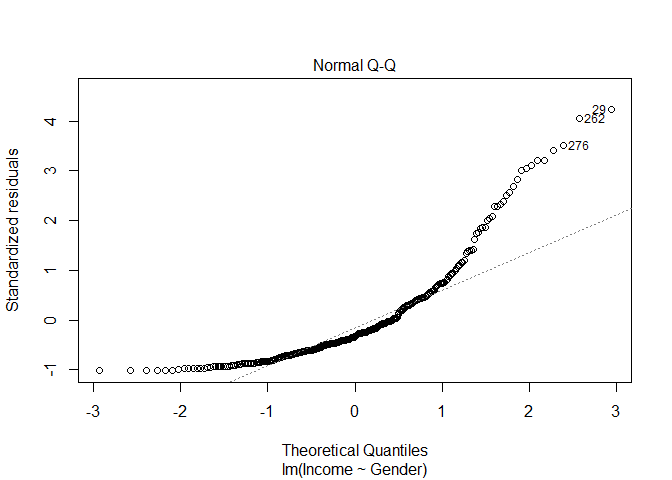 Normal Q-Q
Standardized residuals
4
3
2
1
0
-1
29
262
276
-3 -2 -1 0 1 2 3
Theoretical Quantiles
lm(Income ~ Gender)